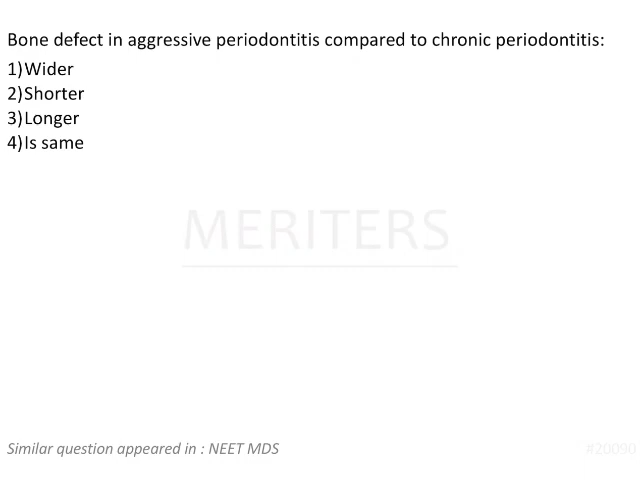 Bone defect in aggressive periodontitis compared to chronic periodontitis:
1)Wider
2)Shorter
3)Longer
4)Is same
MERITERS
Similar question appeared in : NEET MDS
#20090